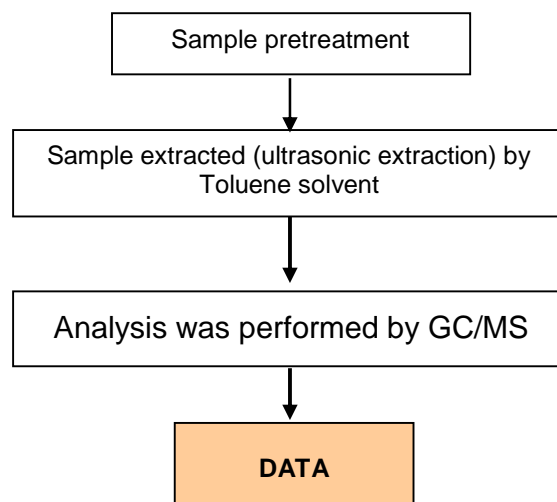 Sample pretreatment
Sample extracted (ultrasonic extraction) by
Toluene solvent
Analysis was performed by GC/MS
DATA